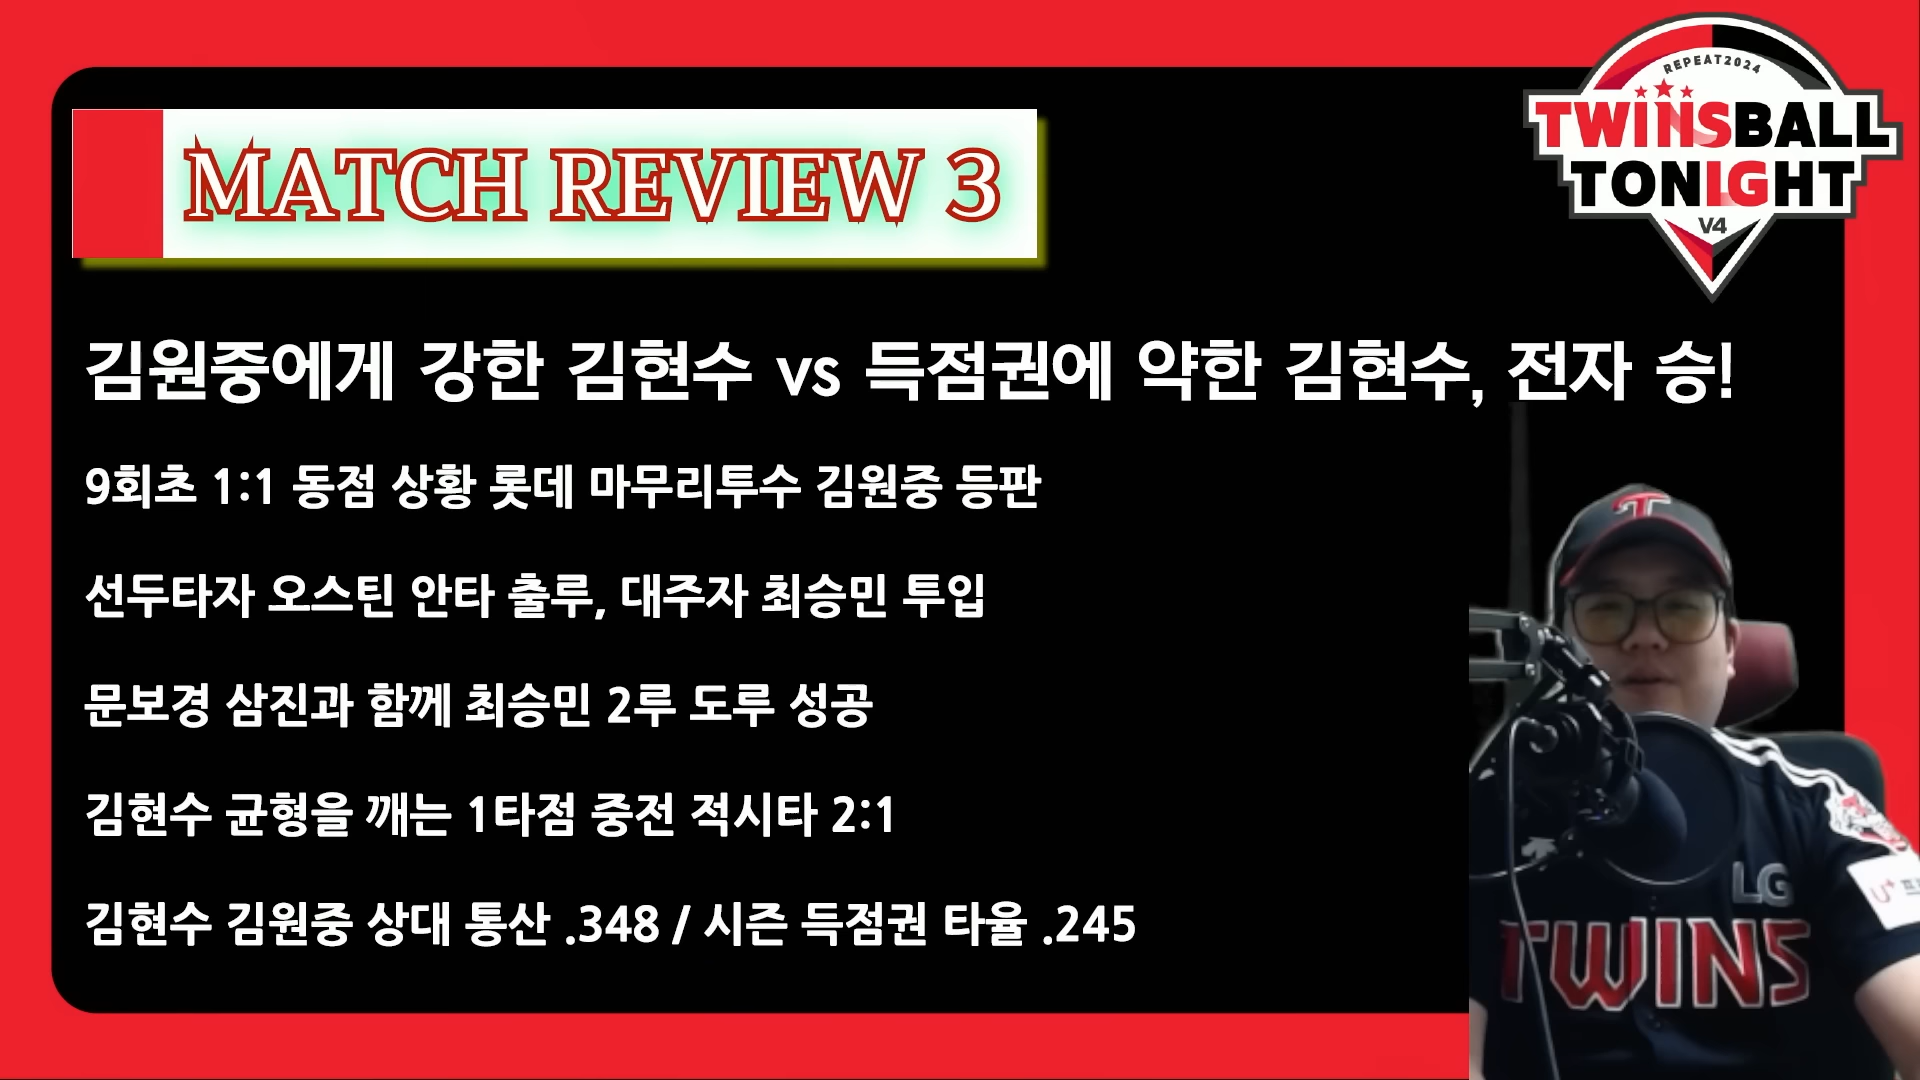 REPEAT2024
TWINSBALL
TONIGHT
V4
MATCH REVIEW 3
김원중에게 강한 김현수 vs 득점권에 약한 김현수, 전자 승!
9회초 1:1 동점 상황 롯데 마무리투수 김원중 등판
선두타자 오스틴 안타 출루, 대주자 최승민 투입
문보경 삼진과 함께 최승민 2루 도루 성공
김현수 균형을 깨는 1타점 중전 적시타 2:1
김현수 김원중 상대 통산 .348 / 시즌 득점권 타율 .245
T
LG
TWINS
U+